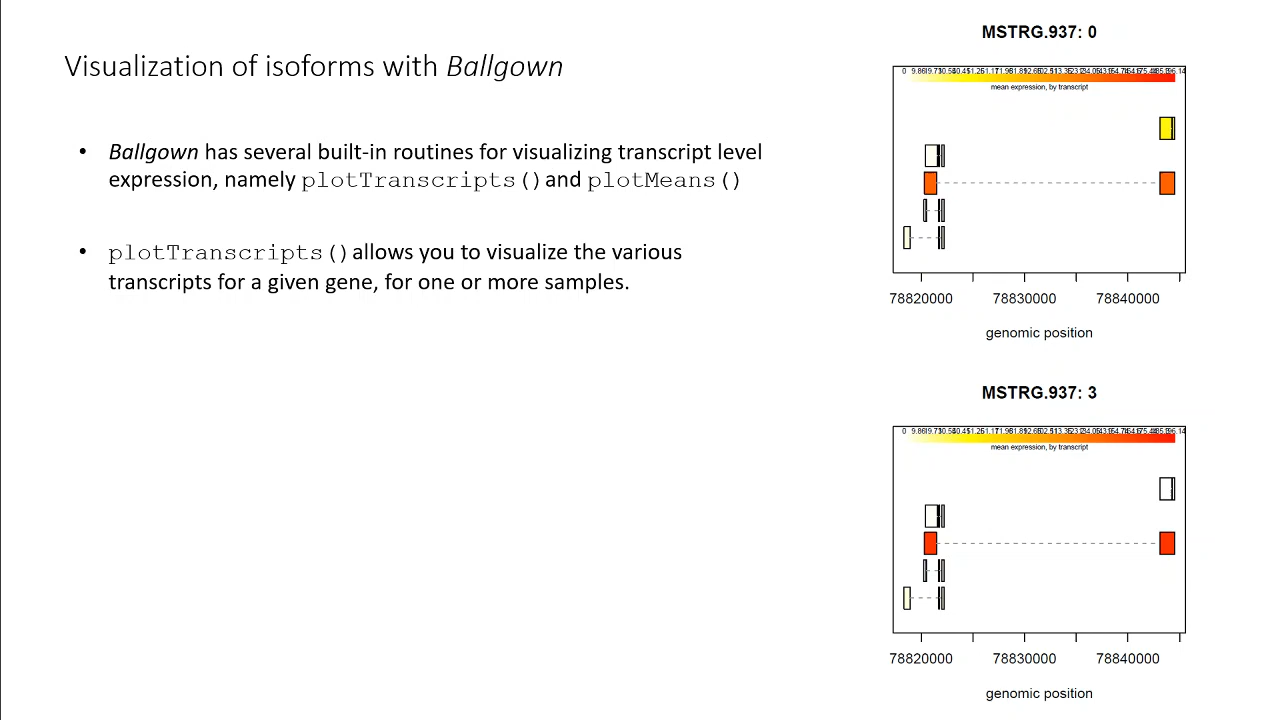 Visualization of isoforms with Ballgown
• Ballgown has several built-in routines for visualizing transcript level
expression, namely plotTranscripts() and plotMeans()
• plotTranscripts() allows you to visualize the various
transcripts for a given gene, for one or more samples.
MSTRG.937: 0
mean expression, by transcript
78820000 78830000 78840000
genomic position
MSTRG.937: 3
mean expression, by transcript
78820000 78830000 78840000
genomic position